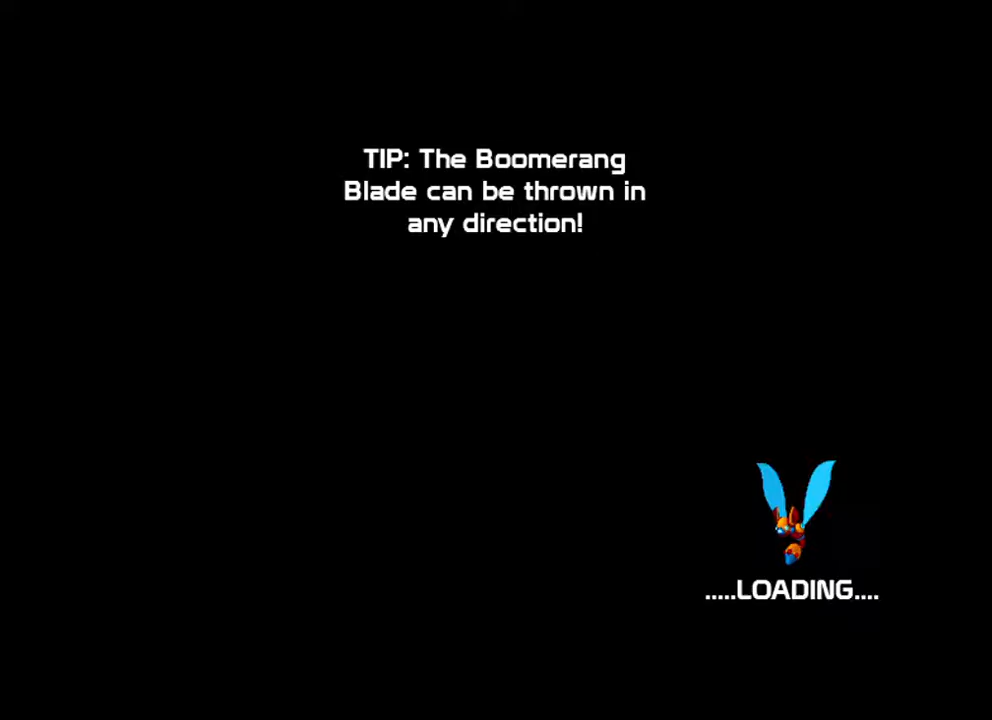 TIP: The Boomerang
Blade can be thrown in
any direction!
.....LOADING....